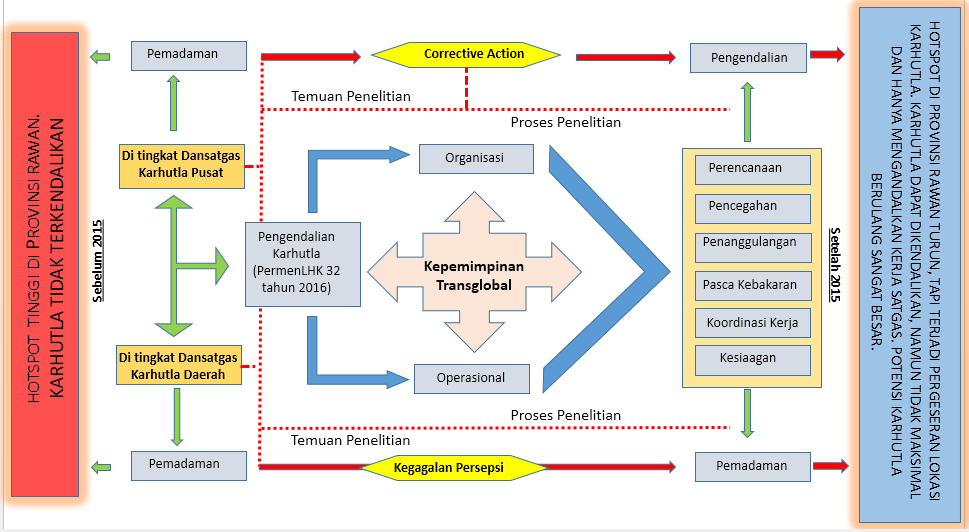 HOTSPOT TINGGI DI PROVINSI RAWAN.
KARHUTLA TIDAK TERKENDALIKAN
Sebelum 2015
Pemadaman
Di tingkat Dansatgas
Karhutla Pusat
Di tingkat Dansatgas
Karhutla Daerah
Pemadaman
Corrective Action
Temuan Penelitian
Proses Penelitian
Pengendalian
Karhutla
(PermenLHK 32
tahun 2016)
Organisasi
Kepemimpinan
Transglobal
Operasional
Proses Penelitian
Temuan Penelitian
Kegagalan Persepsi
Pengendalian
Perencanaan
Pencegahan
Penanggulangan
Pasca Kebakaran
Koordinasi Kerja
Kesiaagan
Pemadaman
Setelah 2015
HOTSPOT DI PROVINSI RAWAN TURUN, TAPI TERJADI PERGESERAN LOKASI
KARHUTLA. KARHUTLA DAPAT DIKENDALIKAN, NAMUN TIDAK MAKSIMAL
DAN HANYA MENGANDALKAN KERJA SATGAS. POTENSI KARHUTLA
BERULANG SANGAT BESAR.